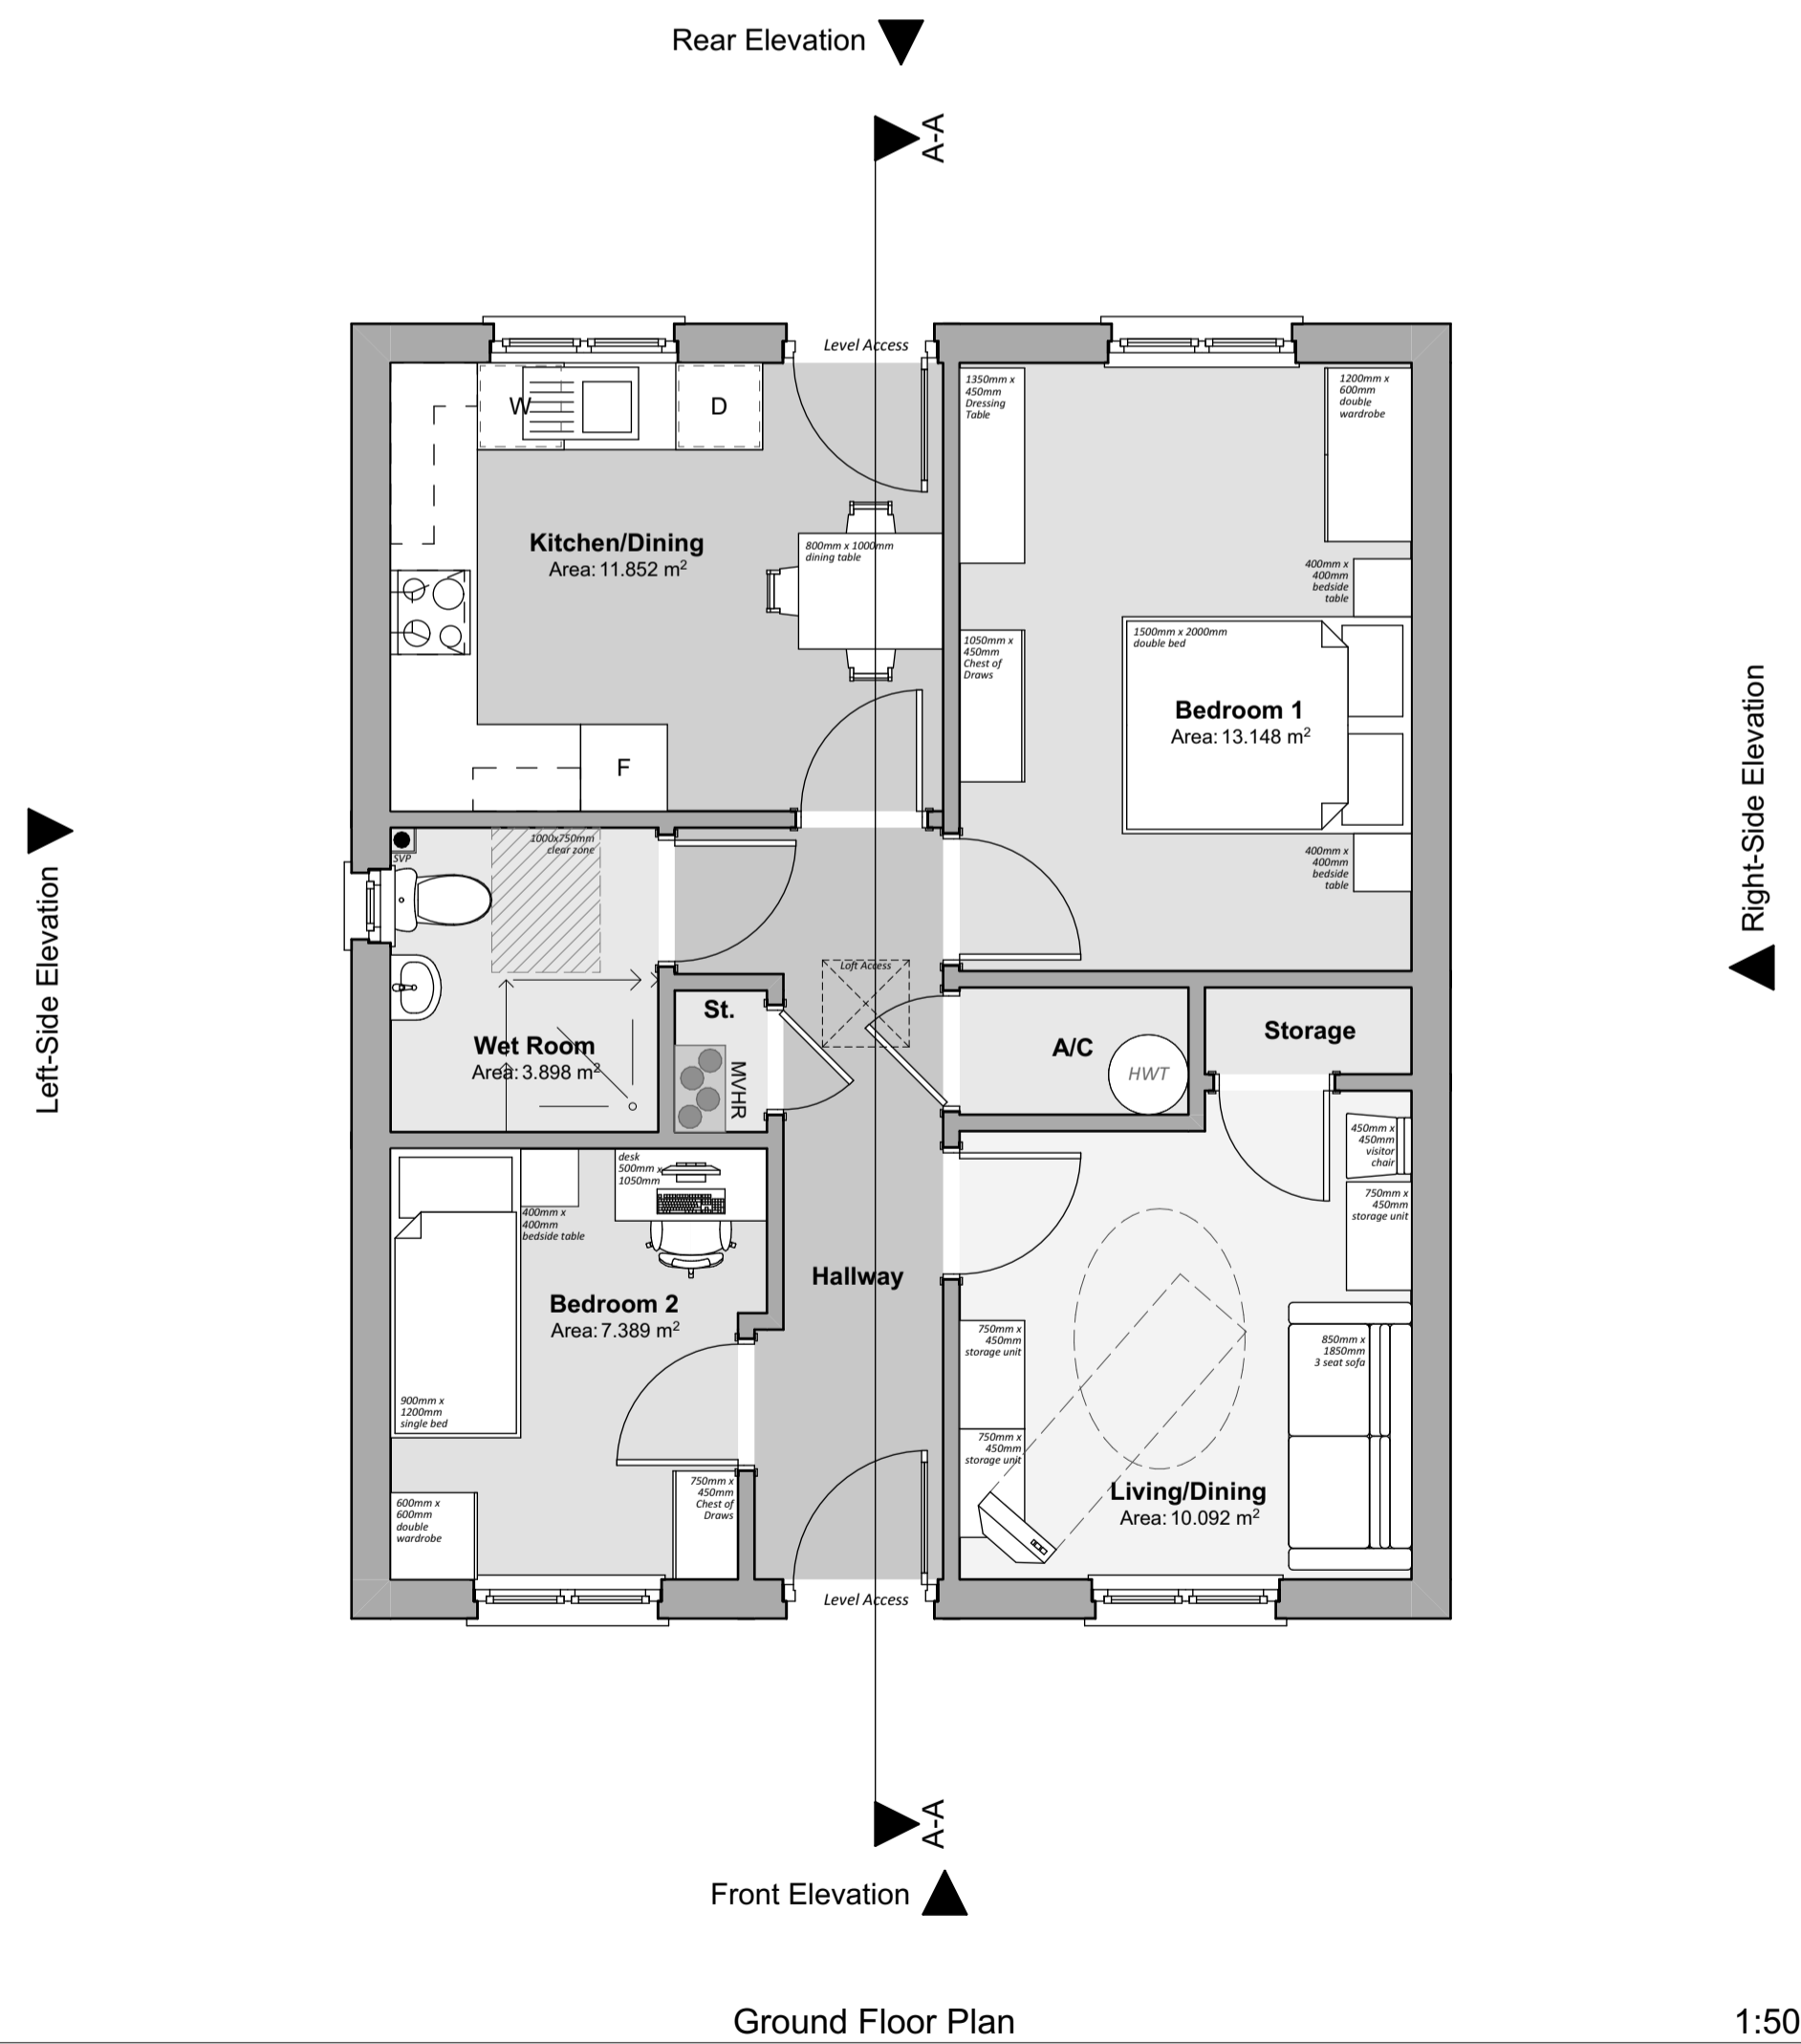 Rear Elevation
A-A
Level Access
1350mm x
450mm
Dressing
Table
1200mm x
600mm
double
wardrobe
W
D
Kitchen/Dining
Area: 11.852 m²
800mm x 1000mm
dining table
400mm x
400mm
bedside
table
1500mm x 2000mm
double bed
1050mm x
450mm
Chest of
Draws
Bedroom 1
Area: 13.148 m²
F
Left-Side Elevation
Right-Side Elevation
SVP
1000x750mm
clear zone
400mm x
400mm
bedside
table
Loft Access
St.
MVHR
Wet Room
Area: 3.898 m²
A/C
HWT
Storage
450mm x
450mm
visitor
chair
750mm x
450mm
storage unit
desk
500mm x
1050mm
400mm x
400mm
bedside table
Hallway
Bedroom 2
Area: 7.389 m²
750mm x
450mm
storage unit
850mm x
1850mm
3 seat sofa
900mm x
1200mm
single bed
750mm x
450mm
storage unit
750mm x
450mm
Chest of
Draws
600mm x
600mm
double
wardrobe
Living/Dining
Area: 10.092 m²
Level Access
A-A
Front Elevation
Ground Floor Plan
1:50